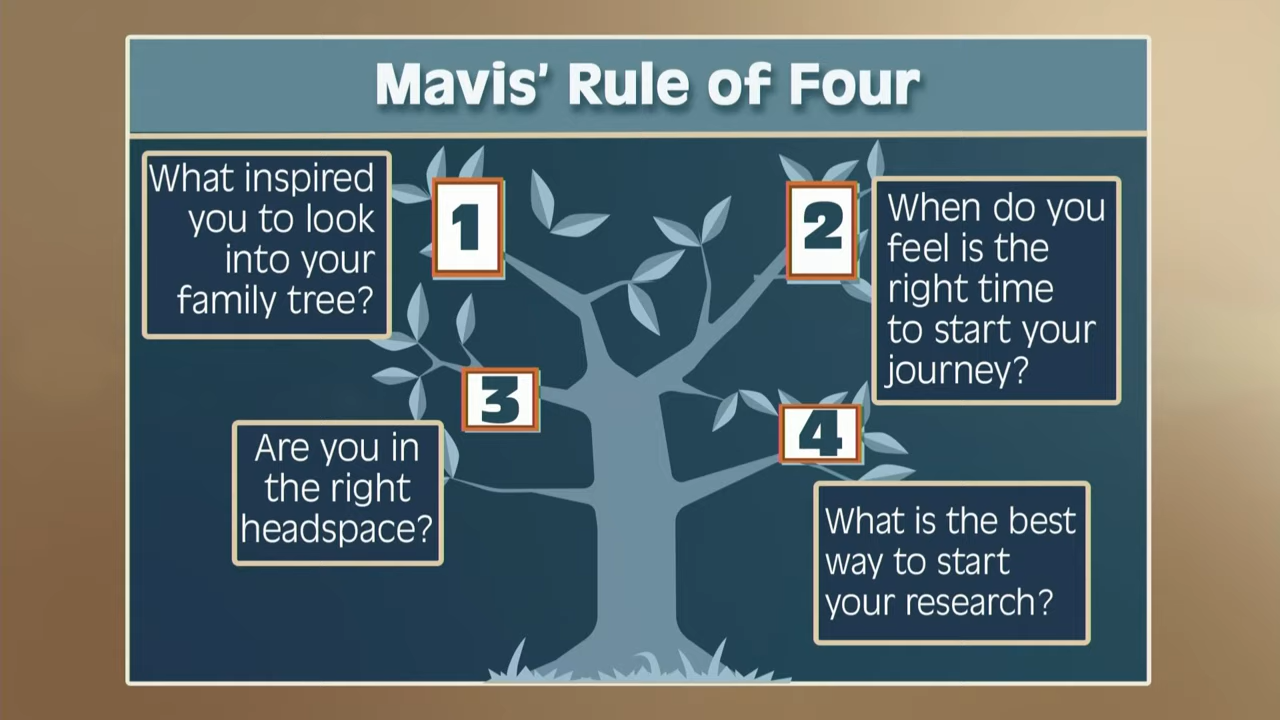 Mavis' Rule of Four
1
What inspired
you to look
into your
family tree?
2
When do you
feel is the
right time
to start your
journey?
3
Are you in
the right
headspace?
4
What is the best
way to start
your research?